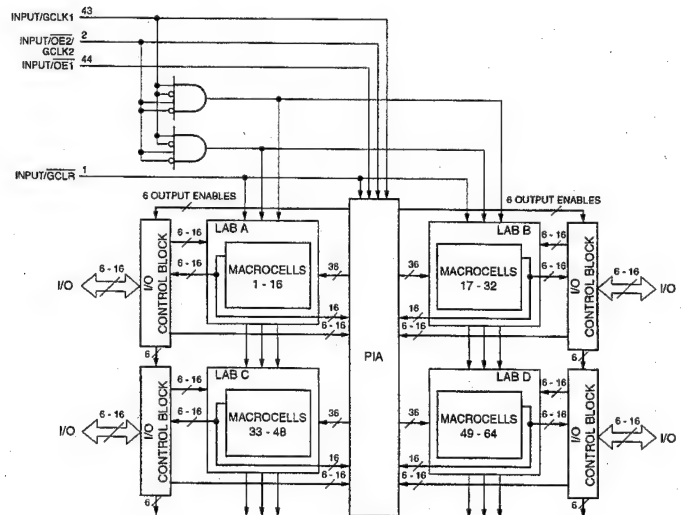 INPUT/GCLK1 43
INPUT/OE2/ 2
GCLK2
INPUT/OE1 44
INPUT/GCLR 1
6 OUTPUT ENABLES
6 OUTPUT ENABLES
LAB A
MACROCELLS
1 - 16
6 - 16
6 - 16
I/O
6 - 16
I/O
CONTROL BLOCK
36
16
6 - 16
6
PIA
LAB B
MACROCELLS
17 - 32
36
16
6 - 16
6 - 16
6 - 16
I/O
CONTROL BLOCK
6 - 16
I/O
6
LAB C
MACROCELLS
33 - 48
6 - 16
6 - 16
I/O
6 - 16
I/O
CONTROL BLOCK
36
16
6 - 16
6
LAB D
MACROCELLS
49 - 64
36
16
6 - 16
6 - 16
6 - 16
I/O
CONTROL BLOCK
6 - 16
I/O
6